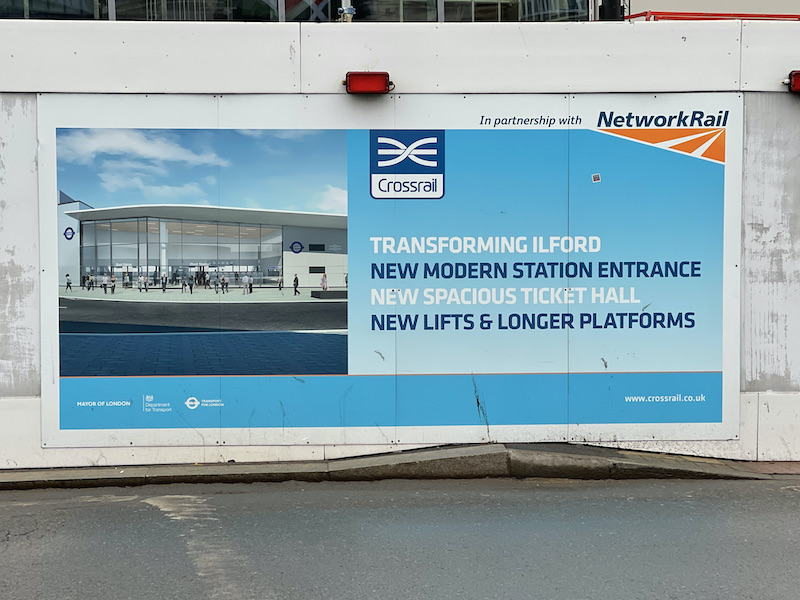 In partnership with NetworkRail
Crossrail
TRANSFORMING ILFORD
NEW MODERN STATION ENTRANCE
NEW SPACIOUS TICKET HALL
NEW LIFTS & LONGER PLATFORMS
MAYOR OF LONDON
Department
for Transport
TRANSPORT
FOR LONDON
www.crossrail.co.uk